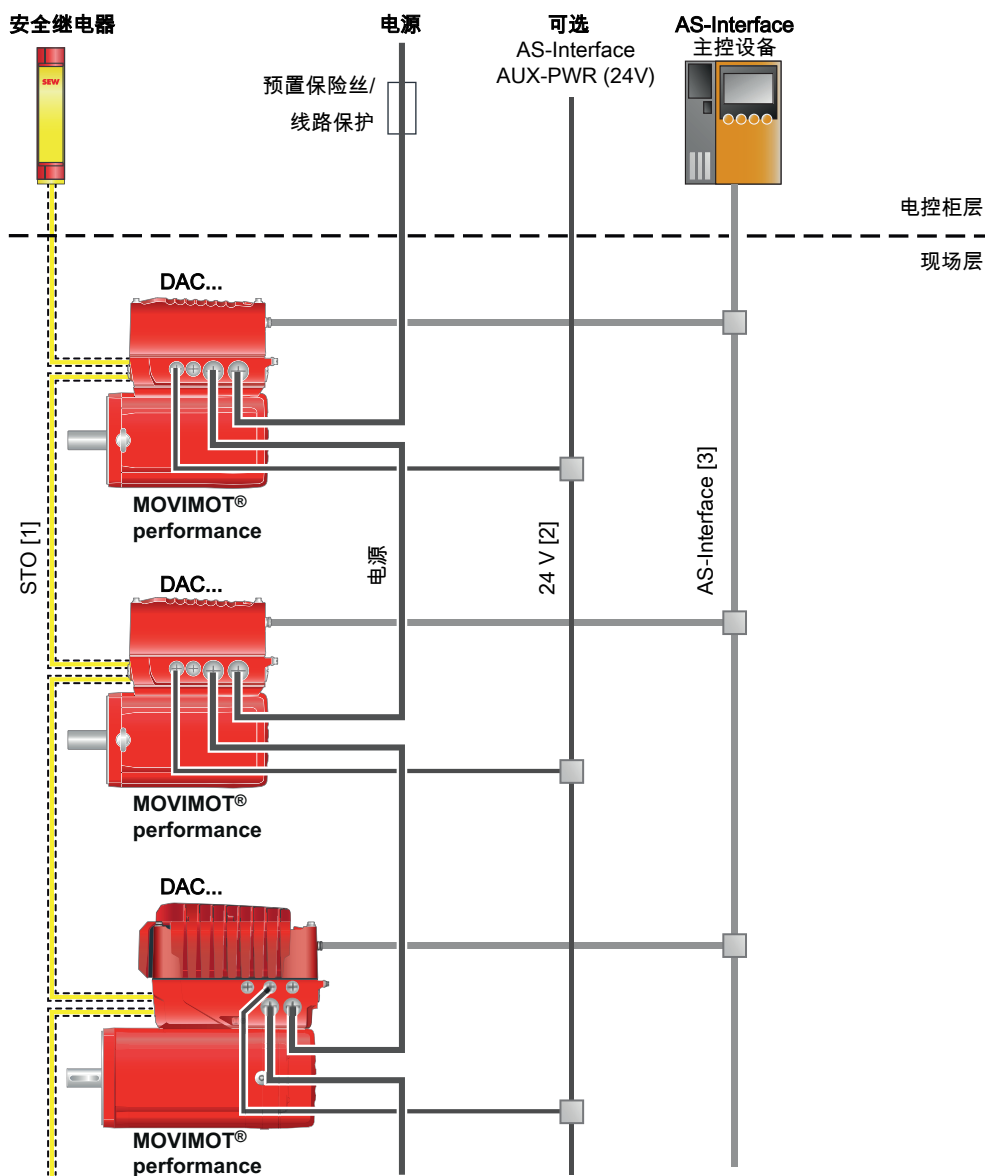 安全继电器
电源
可选
AS-Interface
AUX-PWR (24V)
AS-Interface
主控设备
SEW
预置保险丝/
线路保护
电控柜层
现场层
DAC...
MOVIMOT®
performance
STO [1]
电源
24 V [2]
AS-Interface [3]
DAC...
MOVIMOT®
performance
DAC...
MOVIMOT®
performance